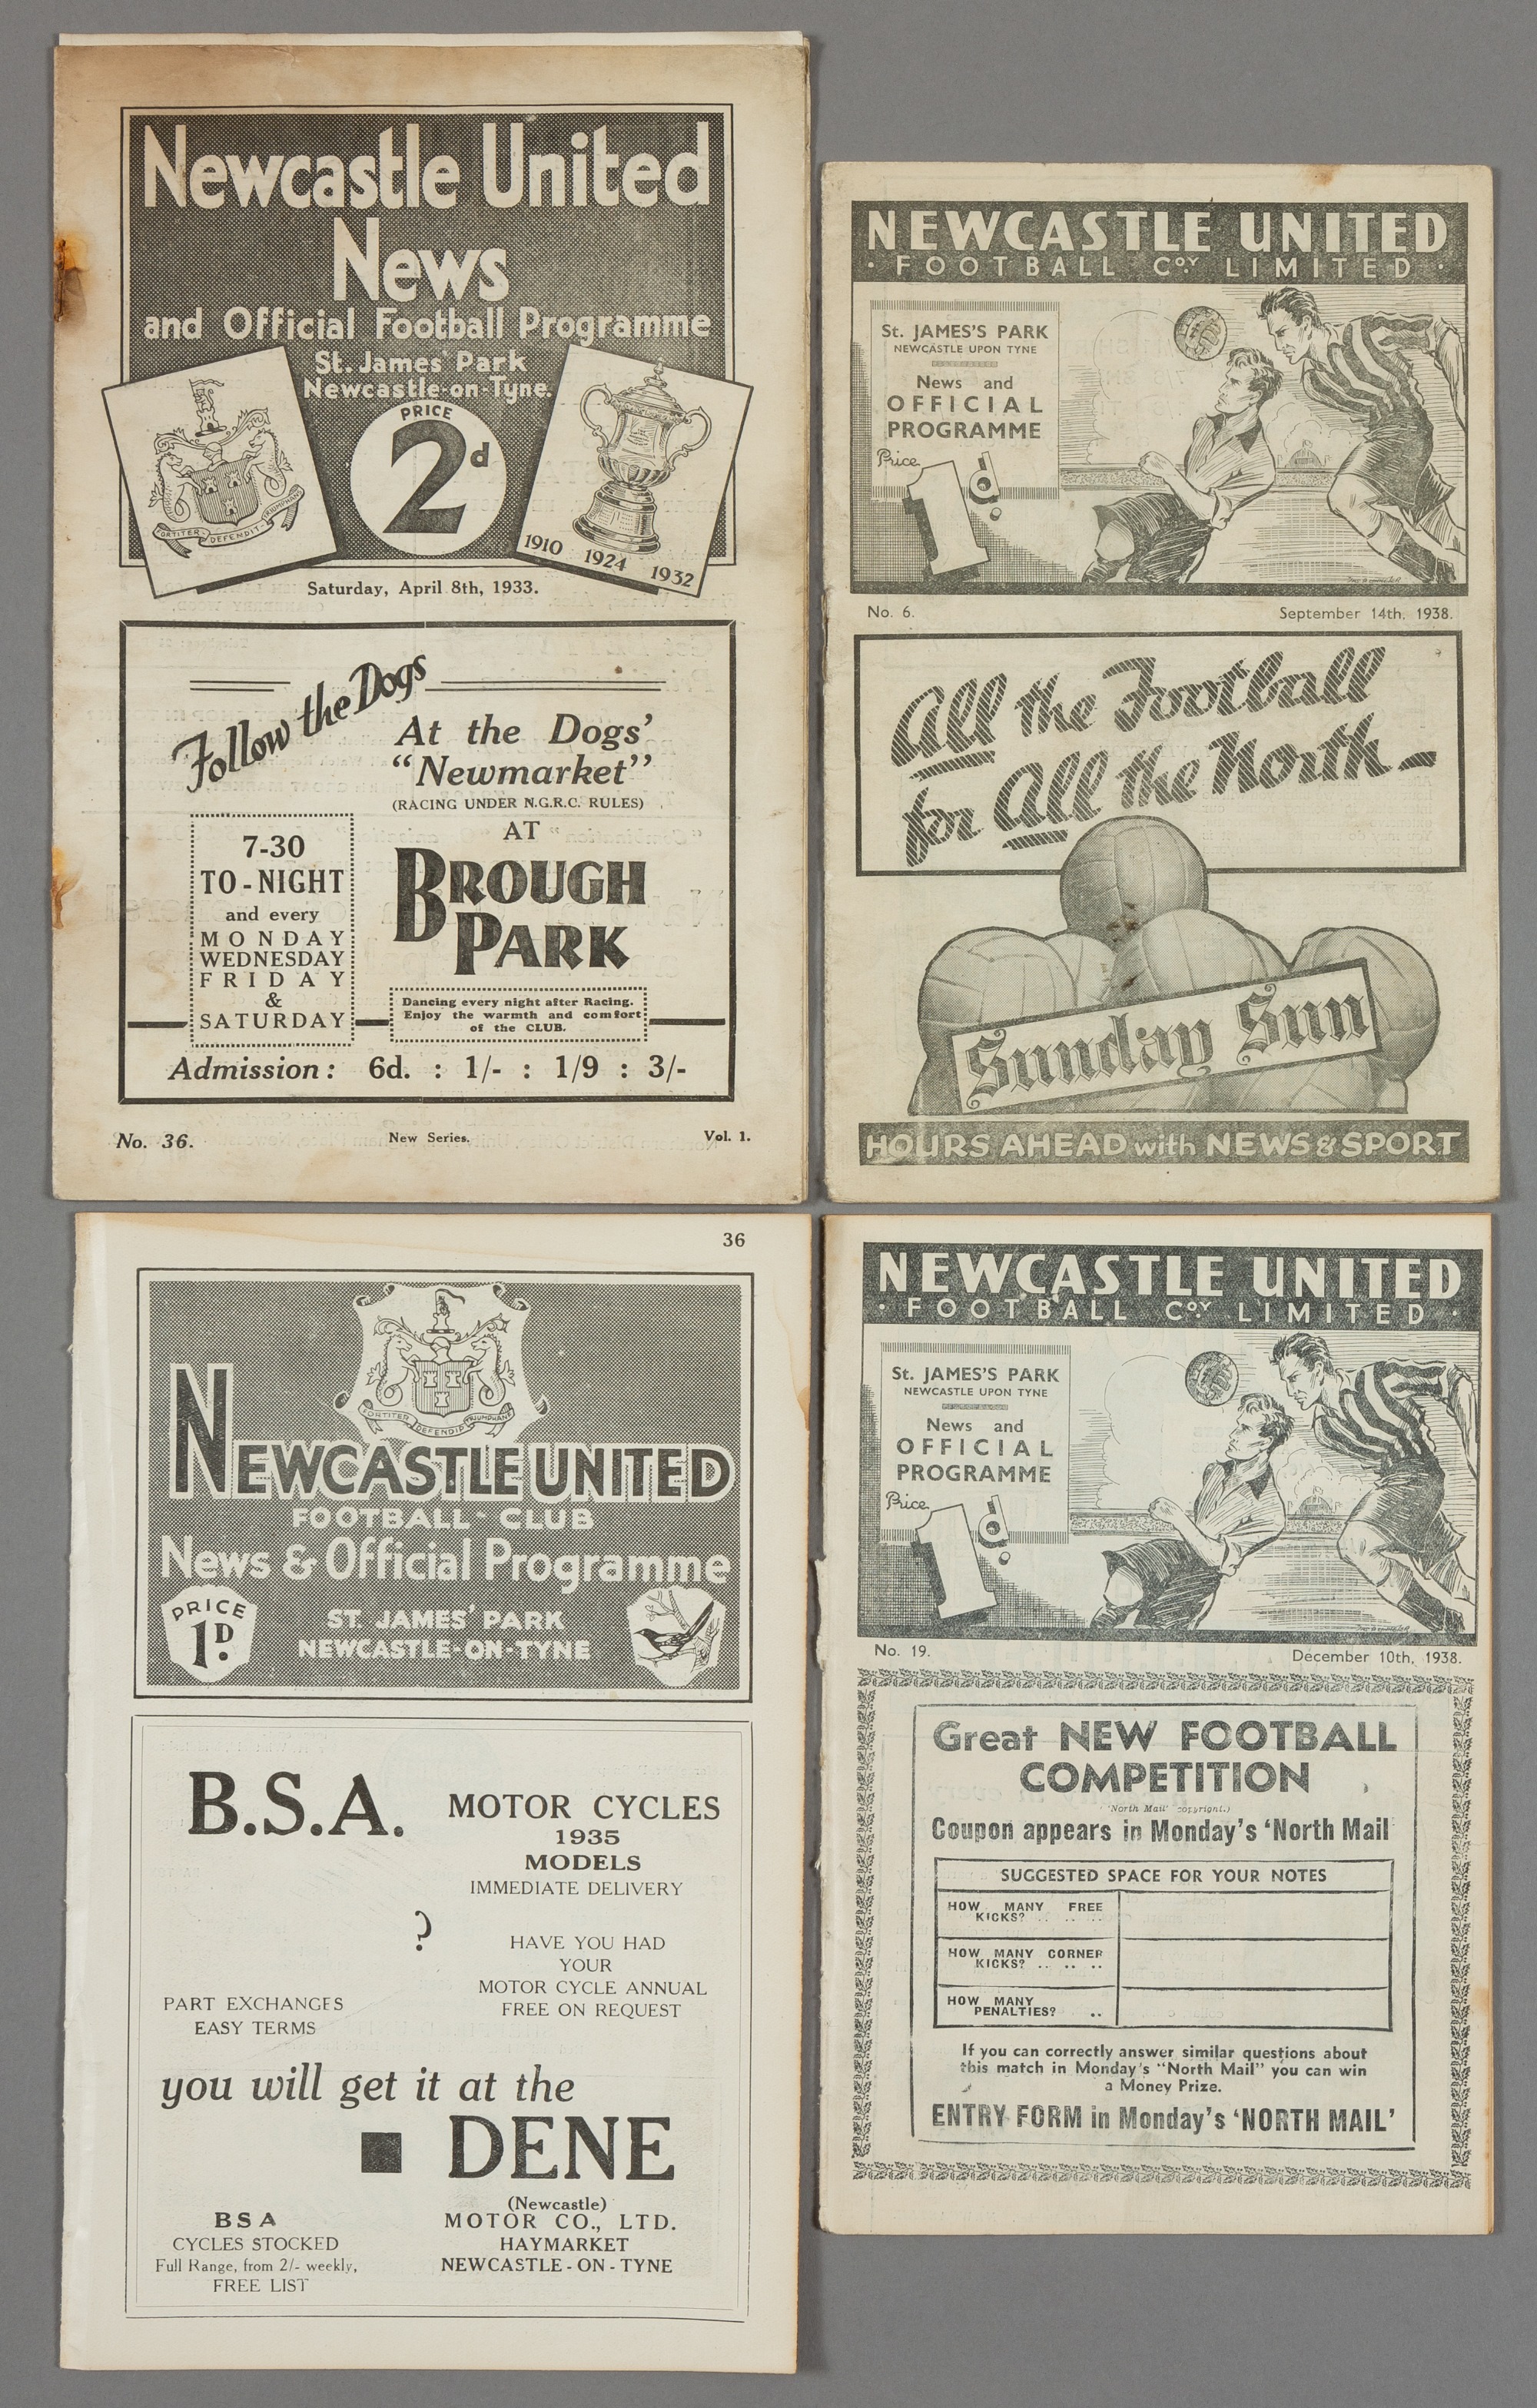 Newcastle United
News
and Official Football Programme
St. James' Park
Newcastle-on-Tyne.
PRICE
2d
FORTITER DEFENDIT TRIUMPHANS
1910 1924 1932
Saturday, April 8th, 1933.
Follow the Dogs
At the Dogs'
"Newmarket"
(RACING UNDER N.G.R.C. RULES)
AT
BROUGH
PARK
7-30
TO-NIGHT
and every
MONDAY
WEDNESDAY
FRIDAY
&
SATURDAY
Dancing every night after Racing.
Enjoy the warmth and comfort
of the CLUB.
Admission: 6d. : 1/- : 1/9 : 3/-
No. 36. New Series. Vol. 1.
NEWCASTLE UNITED
· FOOTBALL COY LIMITED ·
St. JAMES'S PARK
NEWCASTLE UPON TYNE
News and
OFFICIAL
PROGRAMME
Price
1d.
No. 6. September 14th, 1938.
All the Football
for All the North-
Sunday Sun
HOURS AHEAD with NEWS & SPORT
36
FORTITER DEFENDIT TRIUMPHANS
NEWCASTLE UNITED
FOOTBALL CLUB
News & Official Programme
PRICE
1D.
ST. JAMES' PARK
NEWCASTLE-ON-TYNE
B.S.A. MOTOR CYCLES
1935
MODELS
IMMEDIATE DELIVERY
?
HAVE YOU HAD
YOUR
MOTOR CYCLE ANNUAL
FREE ON REQUEST
PART EXCHANGES
EASY TERMS
you will get it at the
DENE
(Newcastle)
MOTOR CO., LTD.
HAYMARKET
NEWCASTLE-ON-TYNE
BSA
CYCLES STOCKED
Full Range, from 2/- weekly,
FREE LIST
NEWCASTLE UNITED
· FOOTBALL COY LIMITED ·
St. JAMES'S PARK
NEWCASTLE UPON TYNE
News and
OFFICIAL
PROGRAMME
Price
1d.
No. 19. December 10th, 1938.
Great NEW FOOTBALL
COMPETITION
'North Mail' copyright.)
Coupon appears in Monday's 'North Mail
SUGGESTED SPACE FOR YOUR NOTES
HOW MANY FREE
KICKS? .. .. ..
HOW MANY CORNER
KICKS? .. .. ..
HOW MANY
PENALTIES? ..
If you can correctly answer similar questions about
this match in Monday's "North Mail" you can win
a Money Prize.
ENTRY FORM in Monday's 'NORTH MAIL'